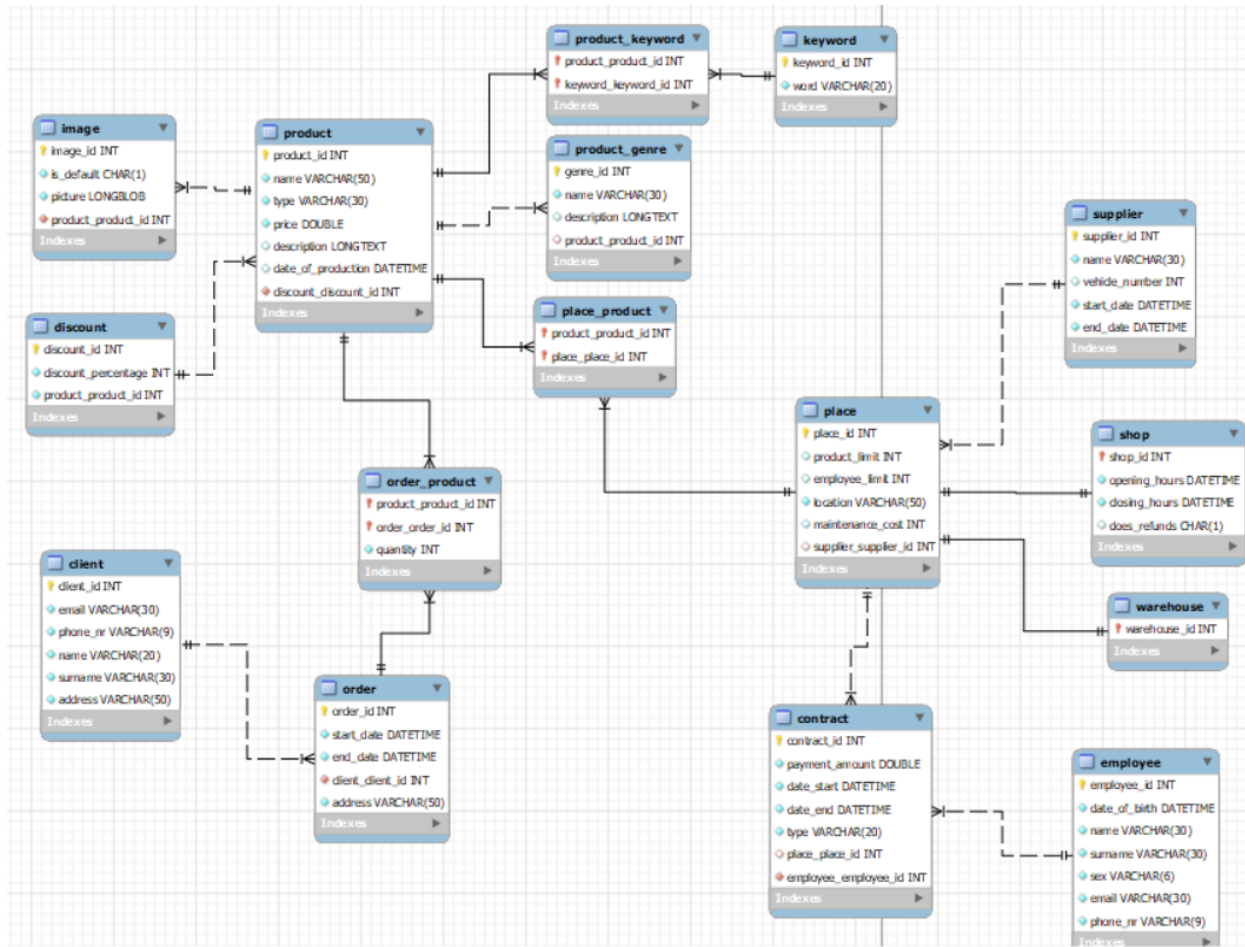 product_keyword
product_product_id INT
keyword_keyword_id INT
Indexes
keyword
keyword_id INT
word VARCHAR(20)
Indexes
image
image_id INT
is_default CHAR(1)
picture LONGBLOB
product_product_id INT
Indexes
product
product_id INT
name VARCHAR(50)
type VARCHAR(30)
price DOUBLE
description LONGTEXT
date_of_production DATETIME
discount_discount_id INT
Indexes
product_genre
genre_id INT
name VARCHAR(30)
description LONGTEXT
product_product_id INT
Indexes
supplier
supplier_id INT
name VARCHAR(30)
vehicle_number INT
start_date DATETIME
end_date DATETIME
Indexes
discount
discount_id INT
discount_percentage INT
product_product_id INT
Indexes
place_product
product_product_id INT
place_place_id INT
Indexes
place
place_id INT
product_limit INT
employee_limit INT
location VARCHAR(50)
maintenance_cost INT
supplier_supplier_id INT
Indexes
shop
shop_id INT
opening_hours DATETIME
closing_hours DATETIME
does_refunds CHAR(1)
Indexes
order_product
product_product_id INT
order_order_id INT
quantity INT
Indexes
client
client_id INT
email VARCHAR(30)
phone_nr VARCHAR(9)
name VARCHAR(20)
surname VARCHAR(30)
address VARCHAR(50)
Indexes
warehouse
warehouse_id INT
Indexes
order
order_id INT
start_date DATETIME
end_date DATETIME
client_client_id INT
address VARCHAR(50)
Indexes
contract
contract_id INT
payment_amount DOUBLE
date_start DATETIME
date_end DATETIME
type VARCHAR(20)
place_place_id INT
employee_employee_id INT
Indexes
employee
employee_id INT
date_of_birth DATETIME
name VARCHAR(30)
surname VARCHAR(30)
sex VARCHAR(6)
email VARCHAR(30)
phone_nr VARCHAR(9)
Indexes